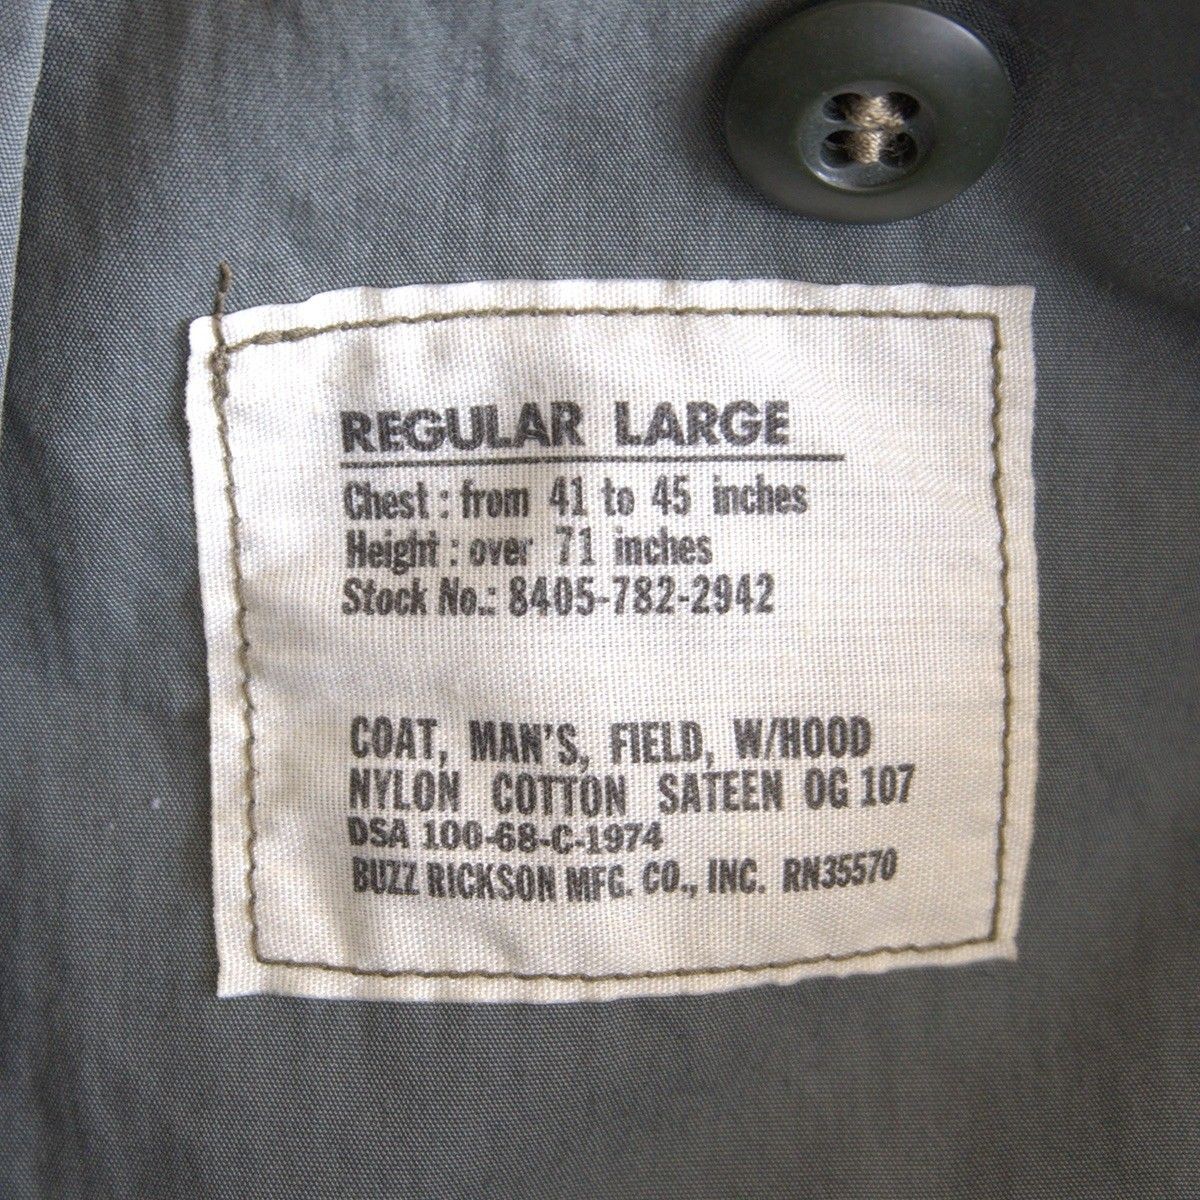 REGULAR LARGE
Chest : from 41 to 45 inches
Height : over 71 inches
Stock No.: 8405-782-2942
COAT, MAN'S, FIELD, W/HOOD
NYLON COTTON SATEEN OG 107
DSA 100-68-C-1974
BUZZ RICKSON MFG. CO., INC. RN35570